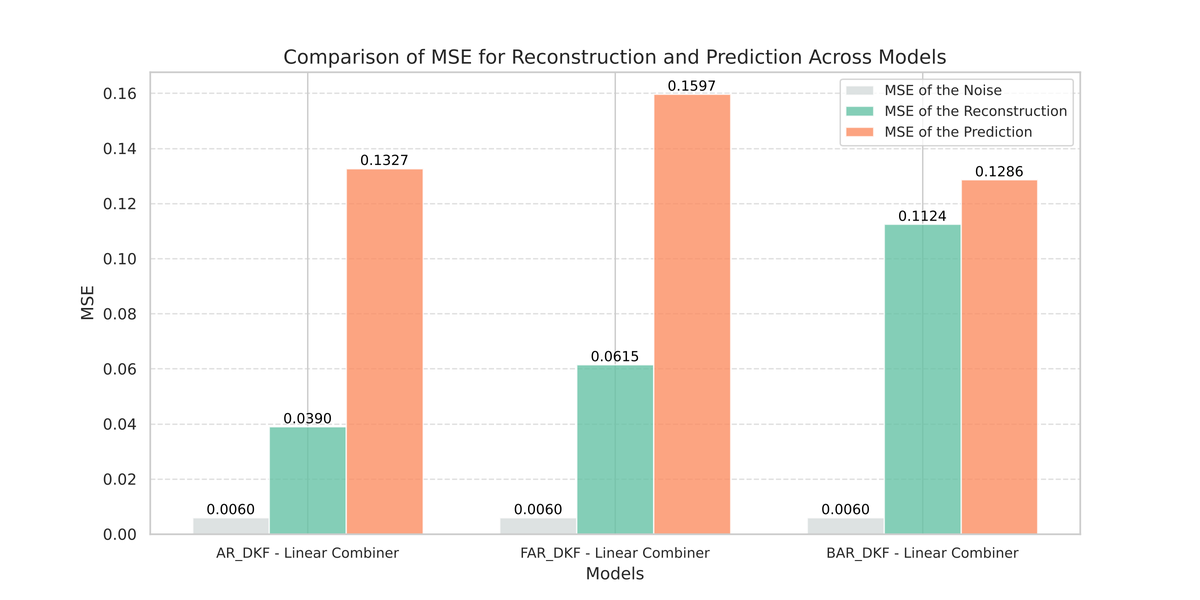 Comparison of MSE for Reconstruction and Prediction Across Models
MSE of the Noise
MSE of the Reconstruction
MSE of the Prediction
MSE
0.16
0.14
0.12
0.10
0.08
0.06
0.04
0.02
0.00
0.0060
0.0390
0.1327
0.0060
0.0615
0.1597
0.0060
0.1124
0.1286
AR_DKF - Linear Combiner
FAR_DKF - Linear Combiner
BAR_DKF - Linear Combiner
Models